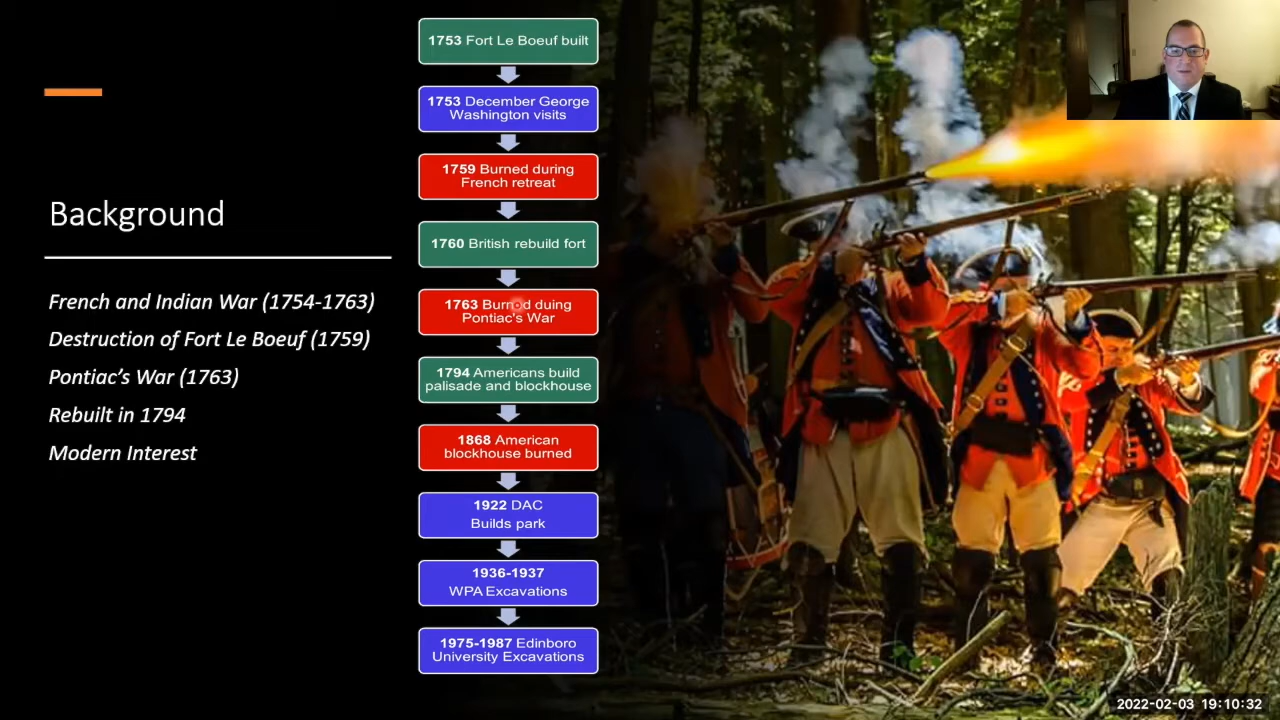 Background
French and Indian War (1754-1763)
Destruction of Fort Le Boeuf (1759)
Pontiac's War (1763)
Rebuilt in 1794
Modern Interest
1753 Fort Le Boeuf built
1753 December George
Washington visits
1759 Burned during
French retreat
1760 British rebuild fort
1763 Burned duing
Pontiac's War
1794 Americans build
palisade and blockhouse
1868 American
blockhouse burned
1922 DAC
Builds park
1936-1937
WPA Excavations
1975-1987 Edinboro
University Excavations
2022-02-03 19:10:32